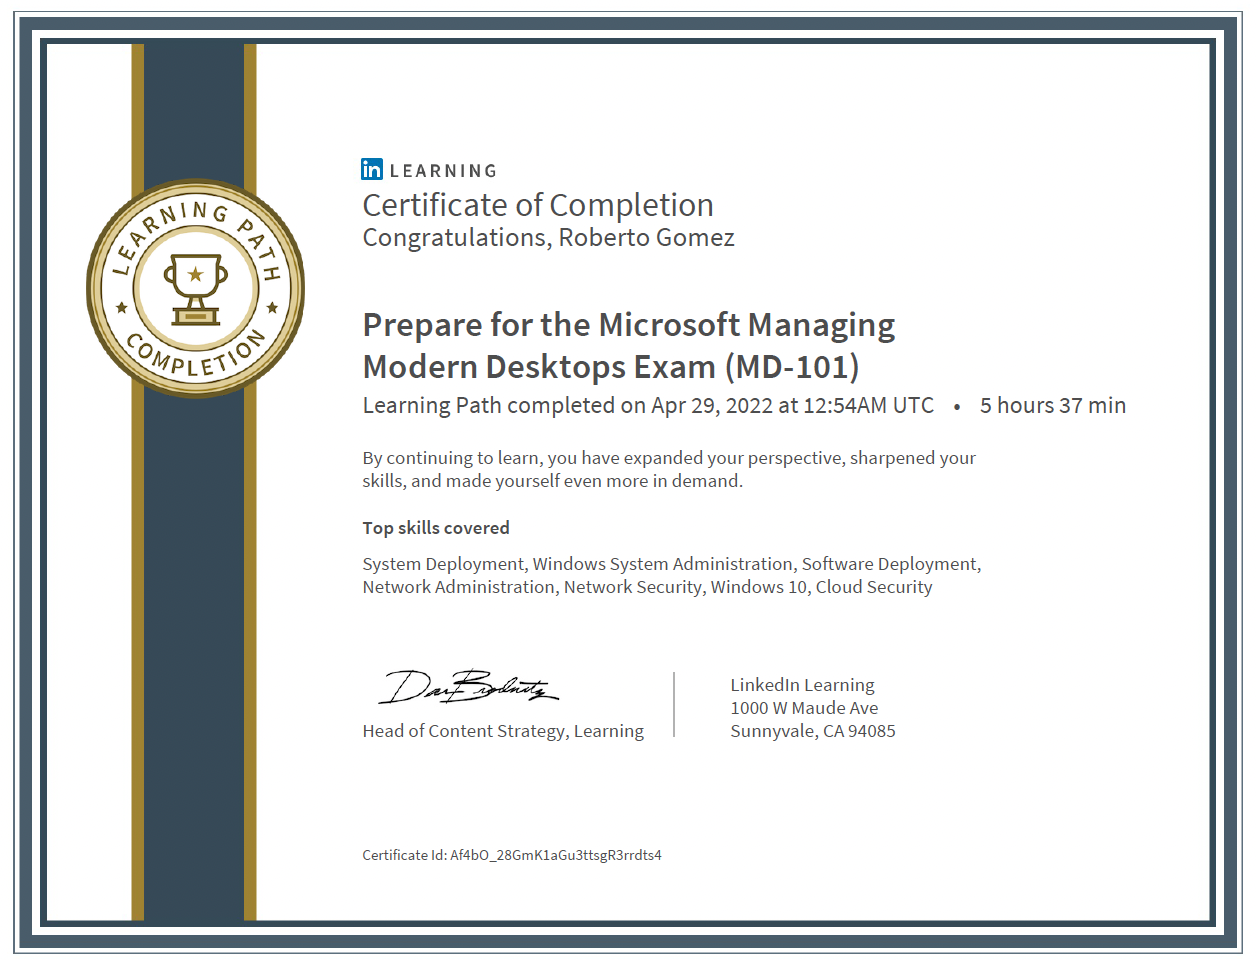 LEARNING PATH
COMPLETION
in LEARNING
Certificate of Completion
Congratulations, Roberto Gomez
Prepare for the Microsoft Managing
Modern Desktops Exam (MD-101)
Learning Path completed on Apr 29, 2022 at 12:54AM UTC • 5 hours 37 min
By continuing to learn, you have expanded your perspective, sharpened your
skills, and made yourself even more in demand.
Top skills covered
System Deployment, Windows System Administration, Software Deployment,
Network Administration, Network Security, Windows 10, Cloud Security
Head of Content Strategy, Learning
LinkedIn Learning
1000 W Maude Ave
Sunnyvale, CA 94085
Certificate Id: Af4bO_28GmK1aGu3ttsgR3rrdts4